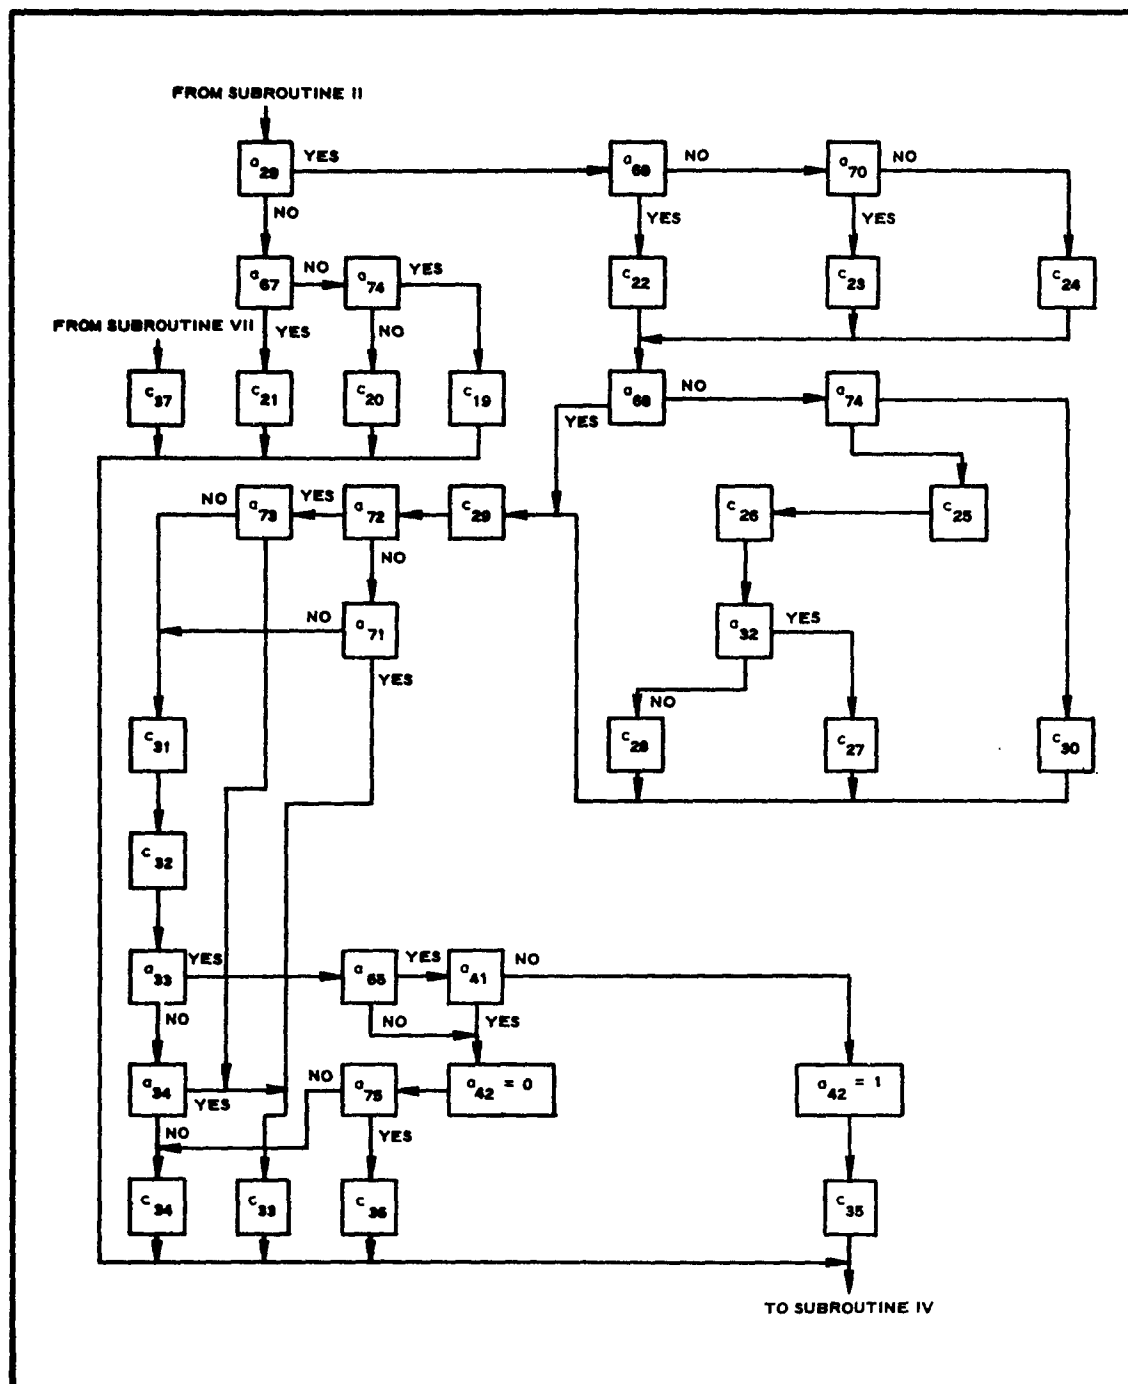 FROM SUBROUTINE II
a29 YES a69 NO a70 NO
NO YES YES
a67 NO a74 YES c22 c23 c24
FROM SUBROUTINE VII YES NO
c37 c21 c20 c19 a68 NO a74
YES
NO a73 YES a72 c29 c26 c25
NO
NO a71 a32 YES
YES
NO
c31 c28 c27 c30
c32
a33 YES a65 YES a41 NO
NO NO YES
a34 YES NO a75 a42 = 0 a42 = 1
NO YES
c34 c33 c36 c35
TO SUBROUTINE IV